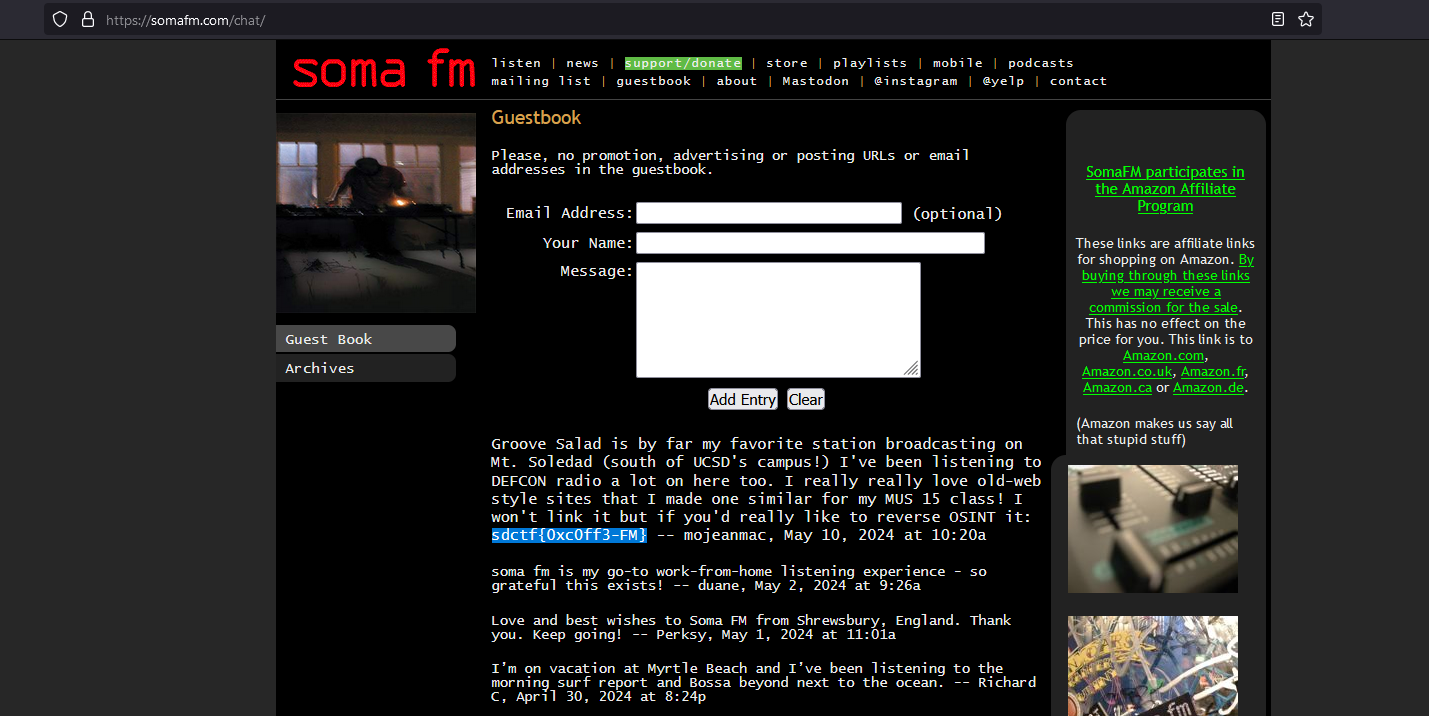 https://somafm.com/chat/
soma fm
listen | news | support/donate | store | playlists | mobile | podcasts
mailing list | guestbook | about | Mastodon | @instagram | @yelp | contact
Guestbook
Please, no promotion, advertising or posting URLs or email
addresses in the guestbook.
Email Address:
(optional)
Your Name:
Message:
Add Entry
Clear
Guest Book
Archives
Groove Salad is by far my favorite station broadcasting on
Mt. Soledad (south of UCSD's campus!) I've been listening to
DEFCON radio a lot on here too. I really really love old-web
style sites that I made one similar for my MUS 15 class! I
won't link it but if you'd really like to reverse OSINT it:
sdctf{0xc0ff3-FM} -- mojeanmac, May 10, 2024 at 10:20a
soma fm is my go-to work-from-home listening experience - so
grateful this exists! -- duane, May 2, 2024 at 9:26a
Love and best wishes to Soma FM from Shrewsbury, England. Thank
you. Keep going! -- Perksy, May 1, 2024 at 11:01a
I'm on vacation at Myrtle Beach and I've been listening to the
morning surf report and Bossa beyond next to the ocean. -- Richard
C, April 30, 2024 at 8:24p
SomaFM participates in
the Amazon Affiliate
Program
These links are affiliate links
for shopping on Amazon. By
buying through these links
we may receive a
commission for the sale.
This has no effect on the
price for you. This link is to
Amazon.com,
Amazon.co.uk, Amazon.fr,
Amazon.ca or Amazon.de.
(Amazon makes us say all
that stupid stuff)
soma fm